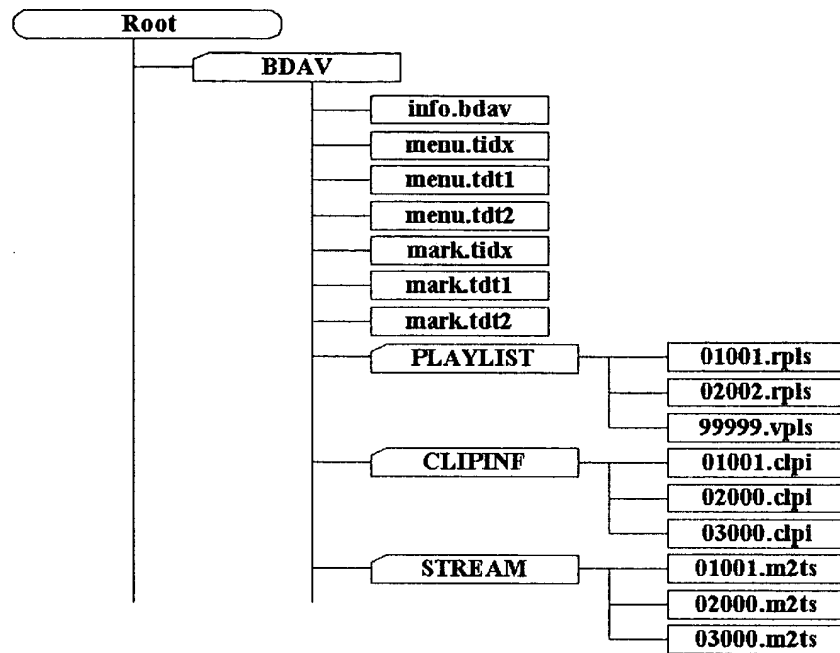 Root
BDAV
info.bdav
menu.tidx
menu.tdt1
menu.tdt2
mark.tidx
mark.tdt1
mark.tdt2
PLAYLIST
01001.rpls
02002.rpls
99999.vpls
CLIPINF
01001.clpi
02000.clpi
03000.clpi
STREAM
01001.m2ts
02000.m2ts
03000.m2ts